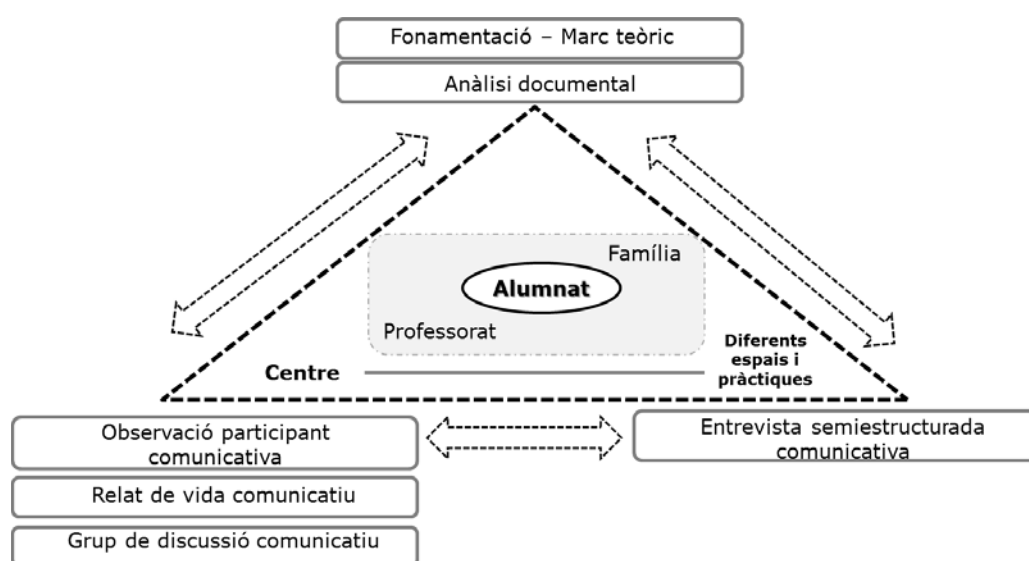 Fonamentació – Marc teòric
Anàlisi documental
Família
Alumnat
Professorat
Centre
Diferents
espais i
pràctiques
Observació participant
comunicativa
Entrevista semiestructurada
comunicativa
Relat de vida comunicatiu
Grup de discussió comunicatiu